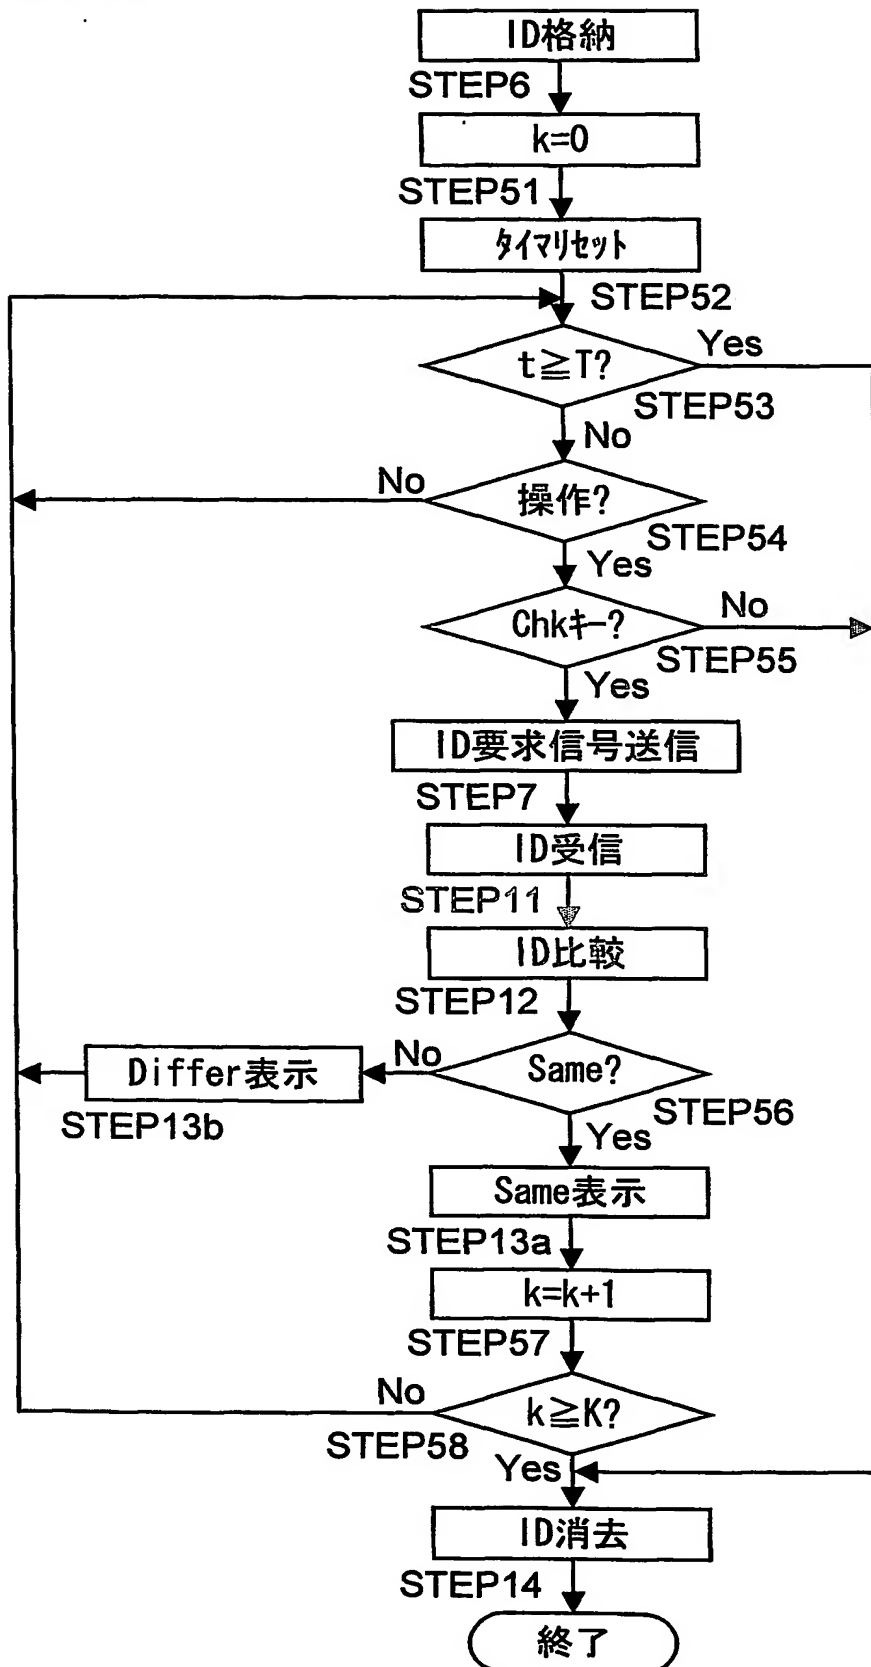 ID格納
STEP6
k=0
STEP51
タイマリセット
STEP52
t≧T?
Yes
STEP53
No
操作?
No
STEP54
Yes
Chkキー?
No
STEP55
Yes
ID要求信号送信
STEP7
ID受信
STEP11
ID比較
STEP12
Same?
No
Differ表示
STEP13b
STEP56
Yes
Same表示
STEP13a
k=k+1
STEP57
k≧K?
No
STEP58
Yes
ID消去
STEP14
終了